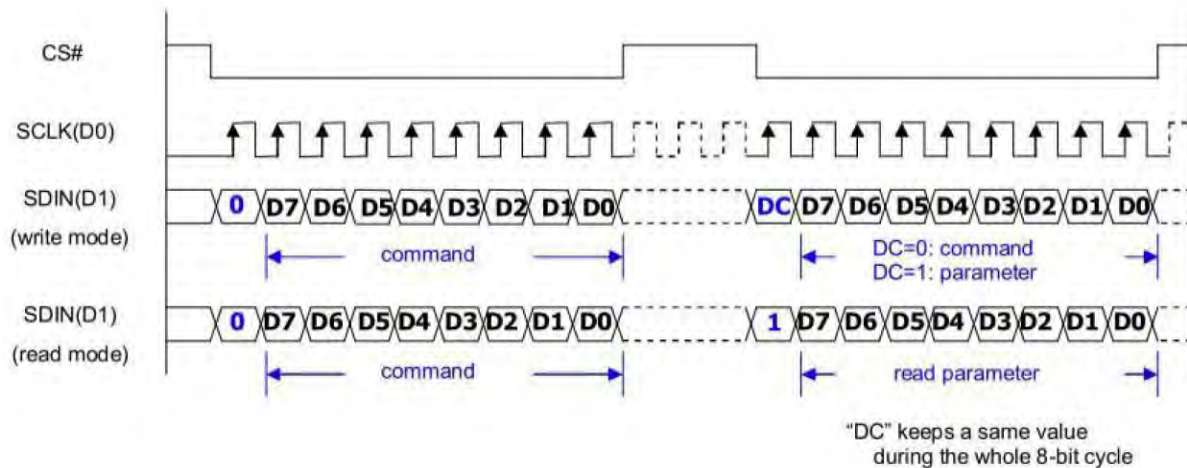 CS#
SCLK(D0)
SDIN(D1) 0 D7 D6 D5 D4 D3 D2 D1 D0 DC D7 D6 D5 D4 D3 D2 D1 D0
(write mode)
command
DC=0: command
DC=1: parameter
SDIN(D1) 0 D7 D6 D5 D4 D3 D2 D1 D0 1 D7 D6 D5 D4 D3 D2 D1 D0
(read mode)
command read parameter
“DC” keeps a same value
during the whole 8-bit cycle